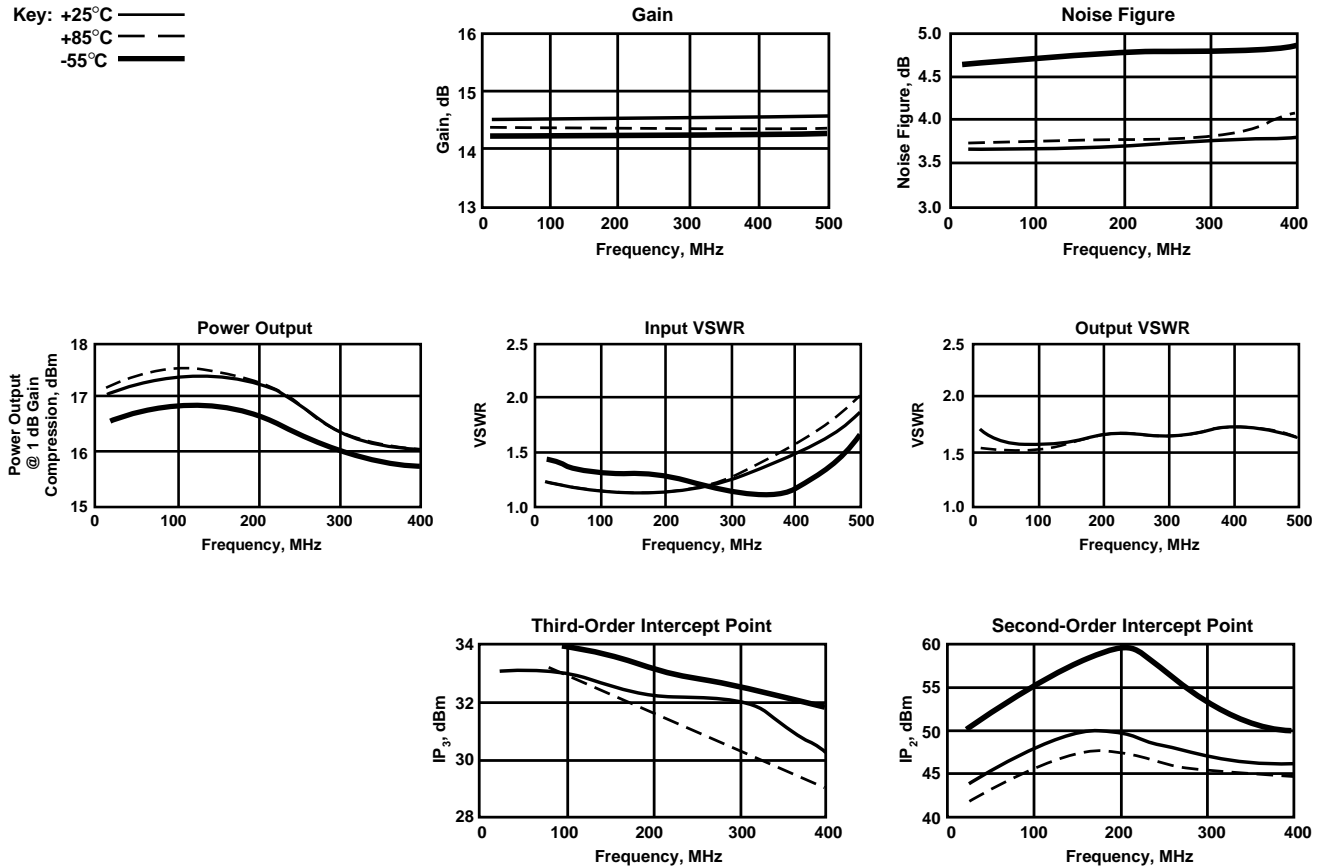 Key: +25°C
+85°C
-55°C
Gain
16
15
14
13
Gain, dB
0 100 200 300 400 500
Frequency, MHz
Noise Figure
5.0
4.5
4.0
3.5
3.0
Noise Figure, dB
0 100 200 300 400
Frequency, MHz
Power Output
18
17
16
15
Power Output
@ 1 dB Gain
Compression, dBm
0 100 200 300 400
Frequency, MHz
Input VSWR
2.5
2.0
1.5
1.0
VSWR
0 100 200 300 400 500
Frequency, MHz
Output VSWR
2.5
2.0
1.5
1.0
VSWR
0 100 200 300 400 500
Frequency, MHz
Third-Order Intercept Point
34
32
30
28
IP3, dBm
0 100 200 300 400
Frequency, MHz
Second-Order Intercept Point
60
55
50
45
40
IP2, dBm
0 100 200 300 400
Frequency, MHz